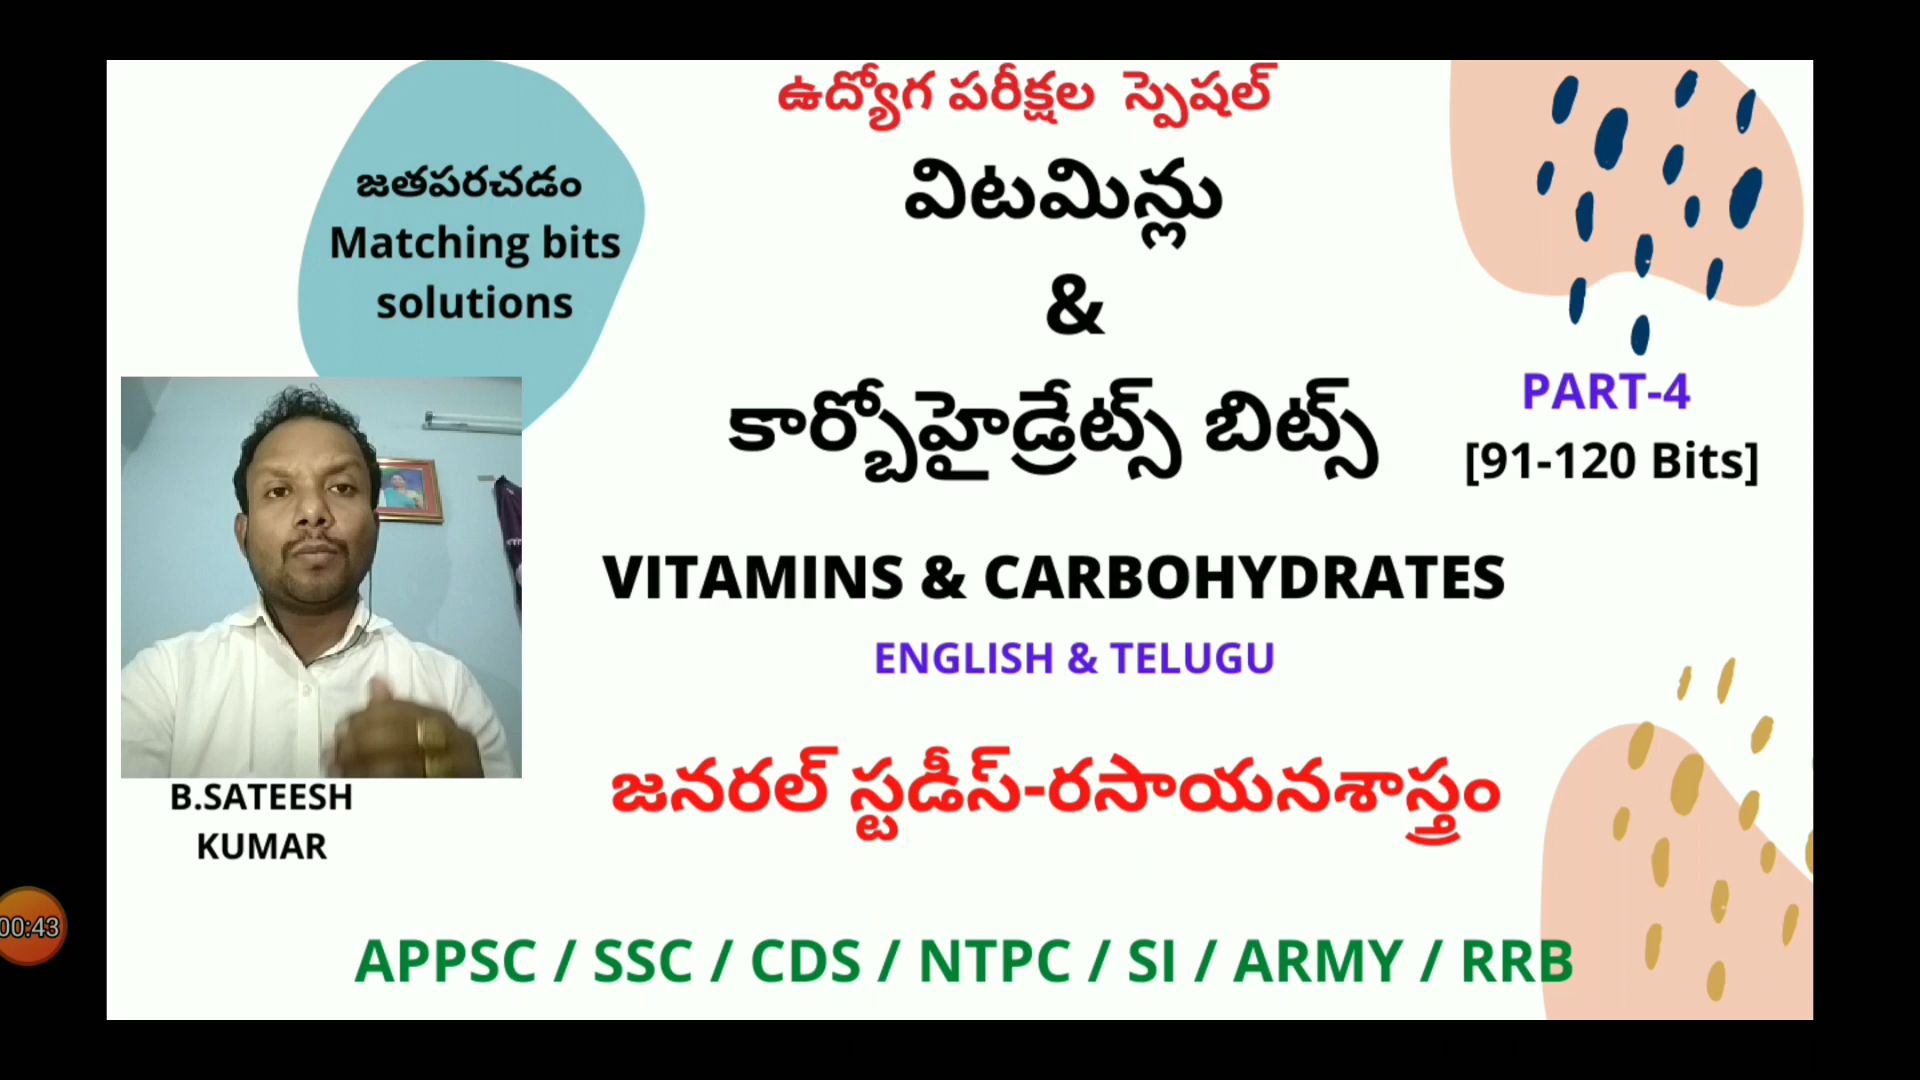 ఉద్యోగ పరీక్షల స్పెషల్
జతపరచడం
Matching bits
solutions
విటమిన్లు
&
కార్బోహైడ్రేట్స్ బిట్స్
PART-4
[91-120 Bits]
VITAMINS & CARBOHYDRATES
ENGLISH & TELUGU
జనరల్ స్టడీస్-రసాయనశాస్త్రం
B.SATEESH
KUMAR
00:43
APPSC / SSC / CDS / NTPC / SI / ARMY / RRB